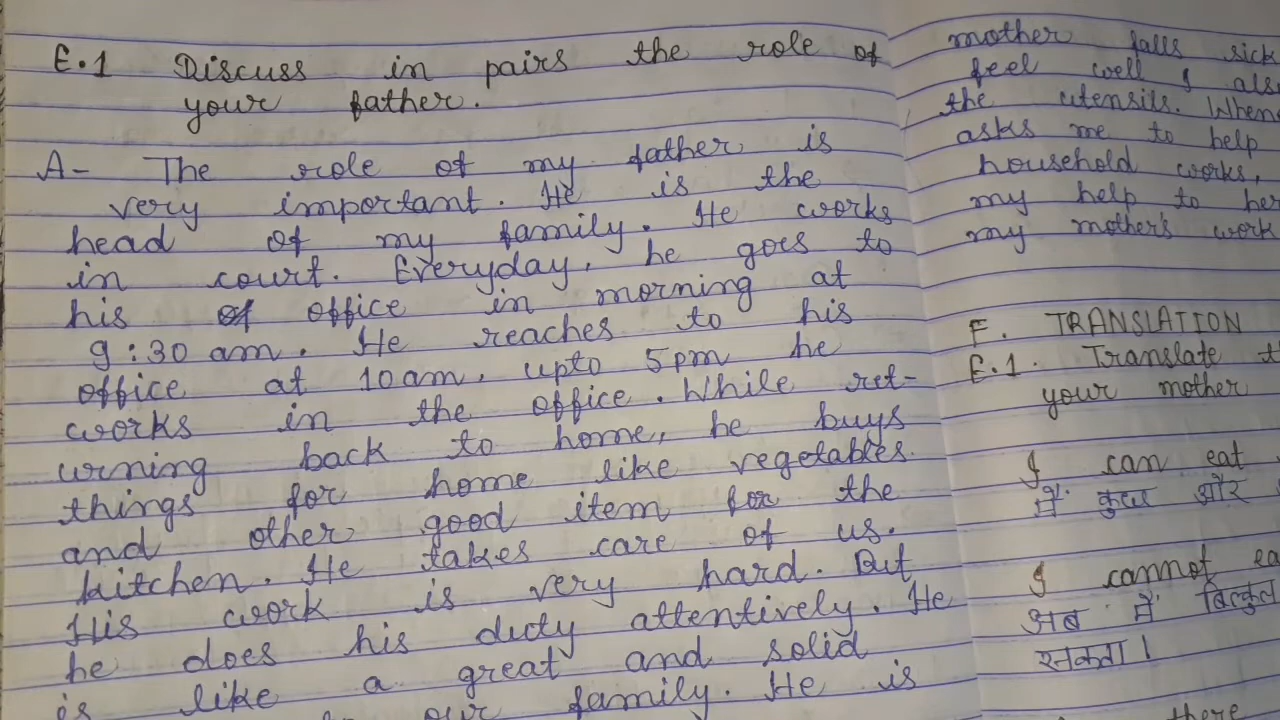 E.1 Discuss in pairs the role of
your father.
A- The role of my father is
very important. He is the
head of my family. He works
in court. Everyday, he goes to
his of office in morning at
9:30 am. He reaches to his
office at 10am, upto 5pm he
works in the office. While ret-
urning back to home, he buys
things for home like vegetables.
and other good item for the
kitchen. He takes care of us.
His work is very hard. But
he does his duty attentively. He
is like a great and solid
our family. He is
mother falls sick
feel well I als
the utensils. When
asks me to help
household works,
my help to her
my mother's work
F. TRANSLATION
E.1. Translate
your mother
I can eat
में कुछ और
I cannot ea
अब में बिल्कुल
सकता।
there